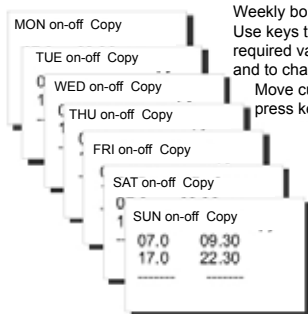 Weekly bo
Use keys t
required va
and to cha
Move cu
press ke
MON on-off Copy
TUE on-off Copy
WED on-off Copy
THU on-off Copy
FRI on-off Copy
SAT on-off Copy
SUN on-off Copy
07.0 09.30
17.0 22.30
------- -------